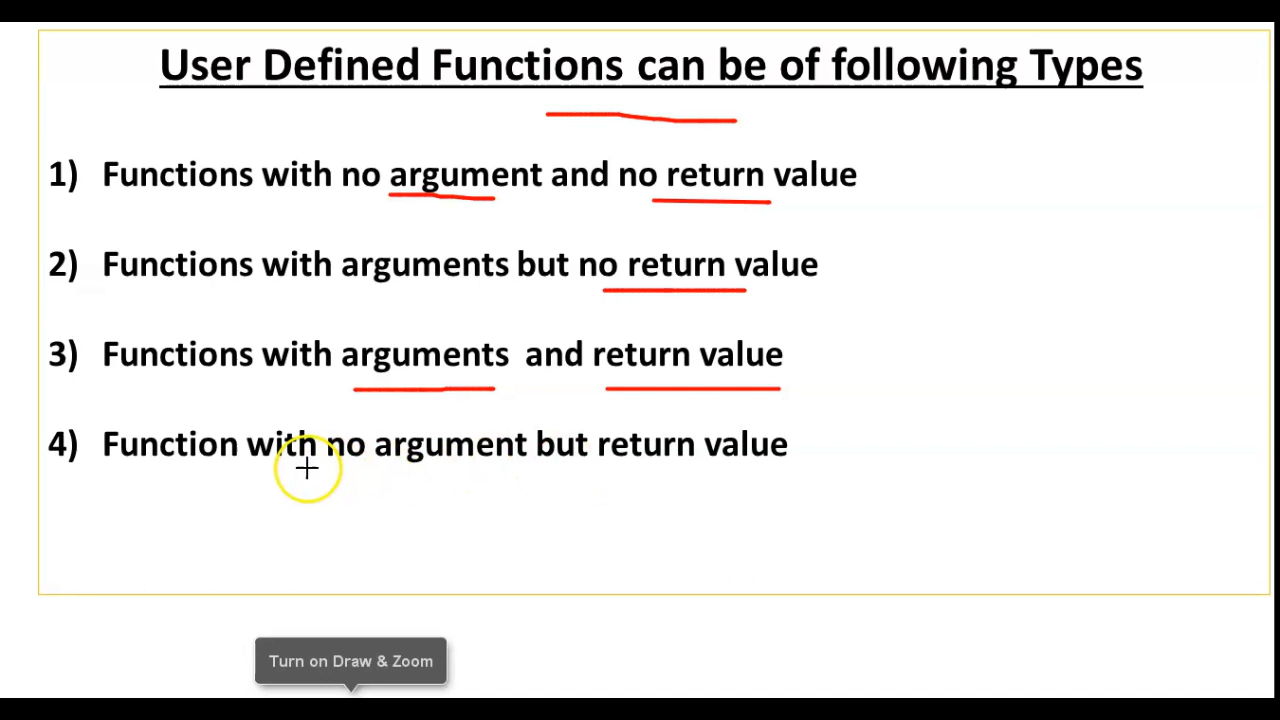 User Defined Functions can be of following Types
1) Functions with no argument and no return value
2) Functions with arguments but no return value
3) Functions with arguments and return value
4) Function with no argument but return value
Turn on Draw & Zoom